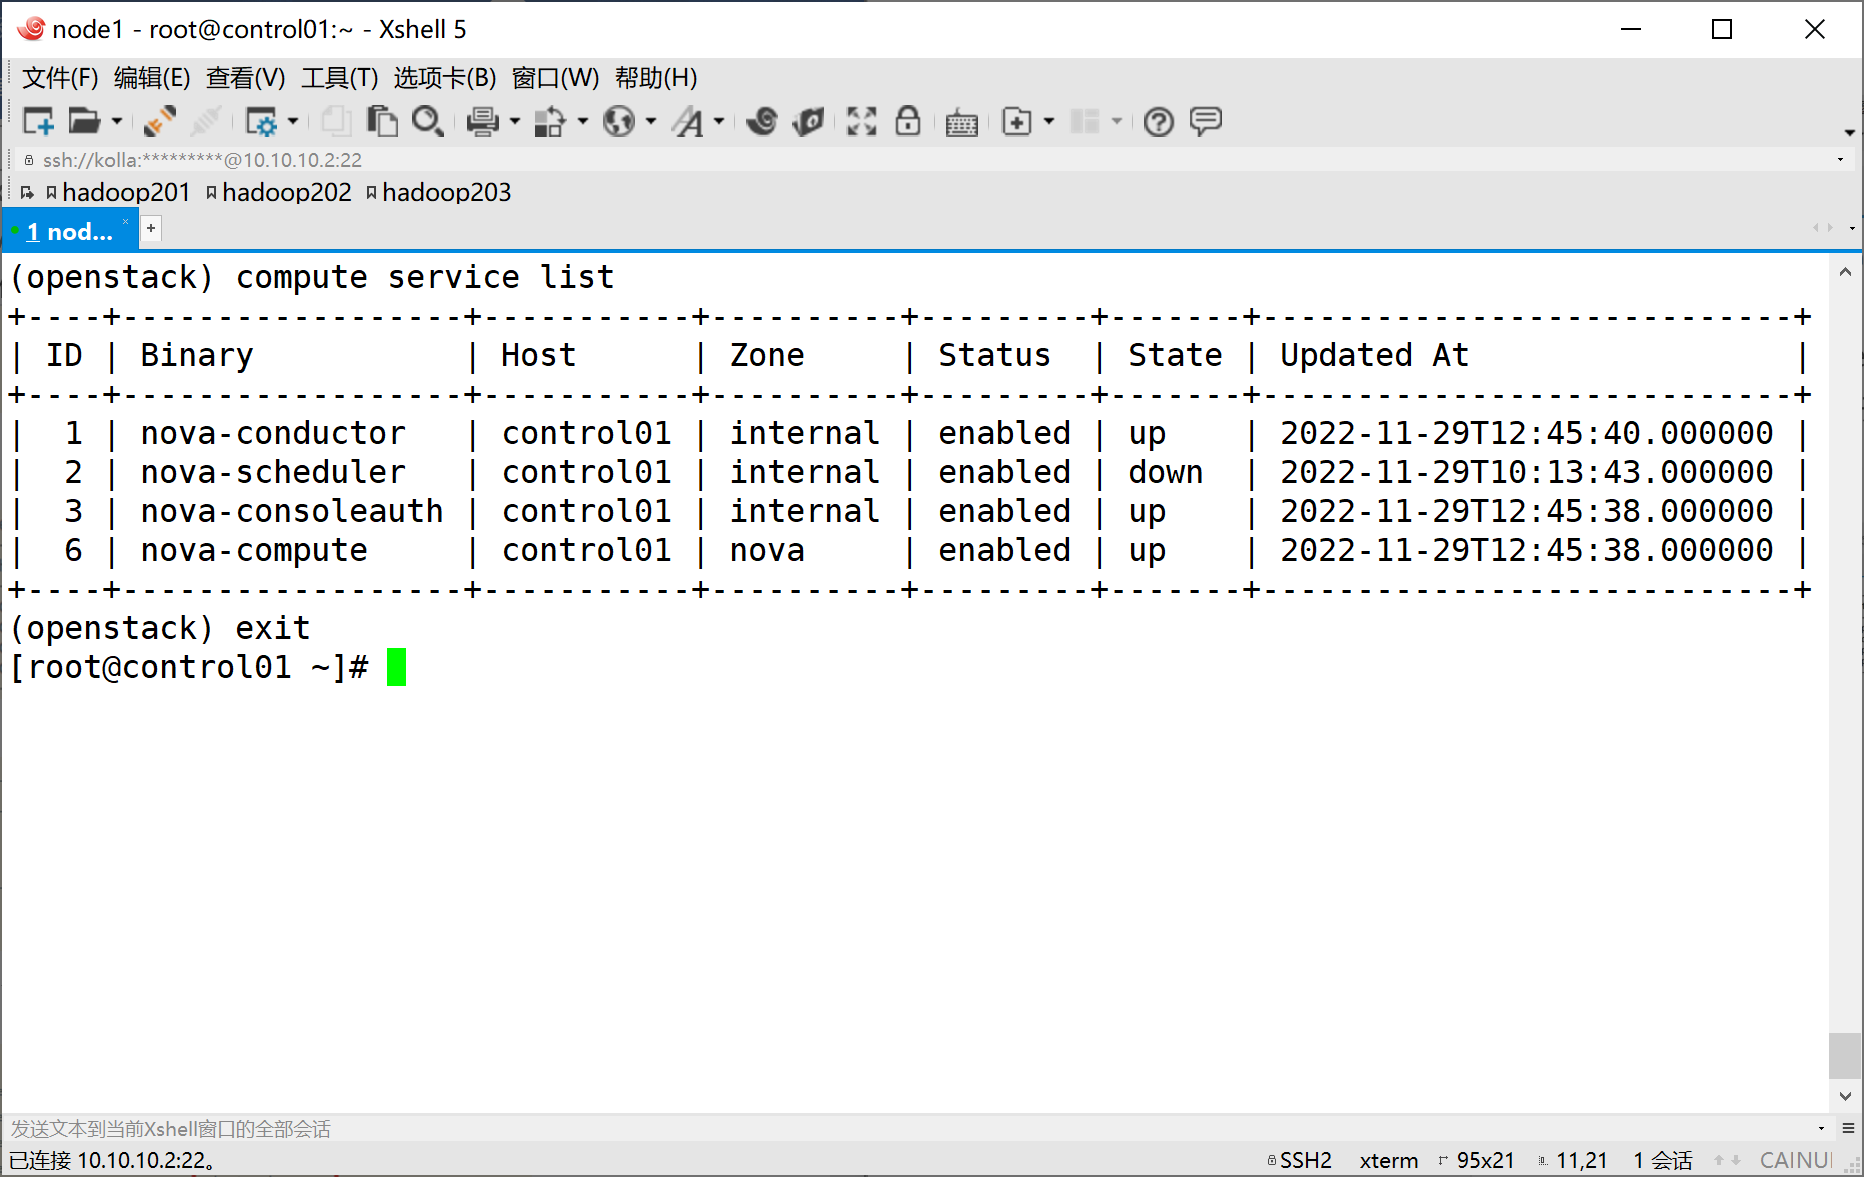 node1 - root@control01:~ - Xshell 5
文件(F) 编辑(E) 查看(V) 工具(T) 选项卡(B) 窗口(W) 帮助(H)
ssh://kolla:*********@10.10.10.2:22
hadoop201 hadoop202 hadoop203
1 nod... × +
(openstack) compute service list
+----+------------------+-----------+----------+---------+-------+----------------------------+
| ID | Binary           | Host      | Zone     | Status  | State | Updated At                 |
+----+------------------+-----------+----------+---------+-------+----------------------------+
|  1 | nova-conductor   | control01 | internal | enabled | up    | 2022-11-29T12:45:40.000000 |
|  2 | nova-scheduler   | control01 | internal | enabled | down  | 2022-11-29T10:13:43.000000 |
|  3 | nova-consoleauth | control01 | internal | enabled | up    | 2022-11-29T12:45:38.000000 |
|  6 | nova-compute     | control01 | nova     | enabled | up    | 2022-11-29T12:45:38.000000 |
+----+------------------+-----------+----------+---------+-------+----------------------------+
(openstack) exit
[root@control01 ~]#
发送文本到当前Xshell窗口的全部会话
已连接 10.10.10.2:22。 SSH2 xterm 95x21 11,21 1 会话